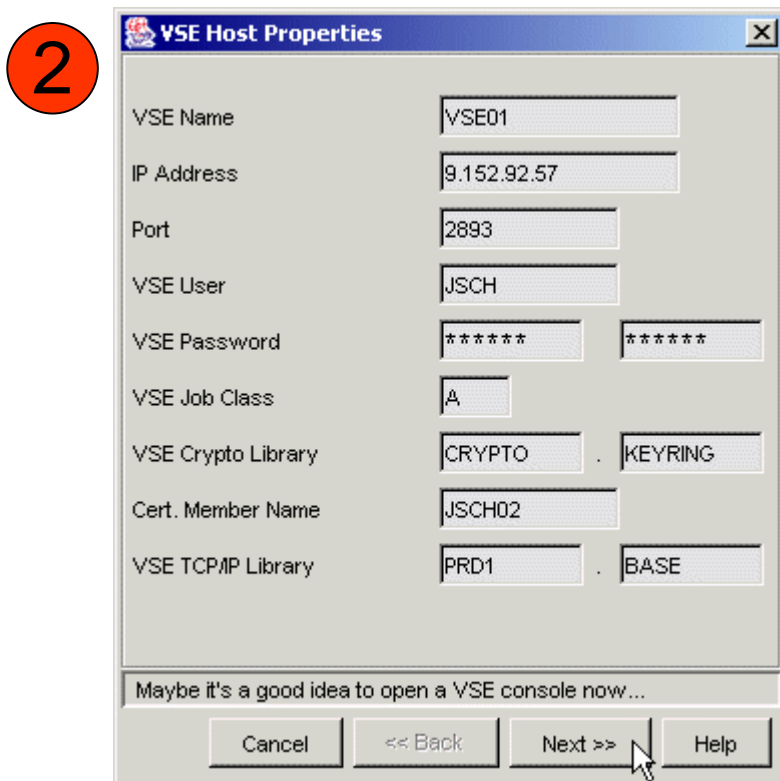 2
VSE Host Properties
VSE Name VSE01
IP Address 9.152.92.57
Port 2893
VSE User JSCH
VSE Password ****** ******
VSE Job Class A
VSE Crypto Library CRYPTO . KEYRING
Cert. Member Name JSCH02
VSE TCP/IP Library PRD1 . BASE
Maybe it's a good idea to open a VSE console now...
Cancel << Back Next >> Help